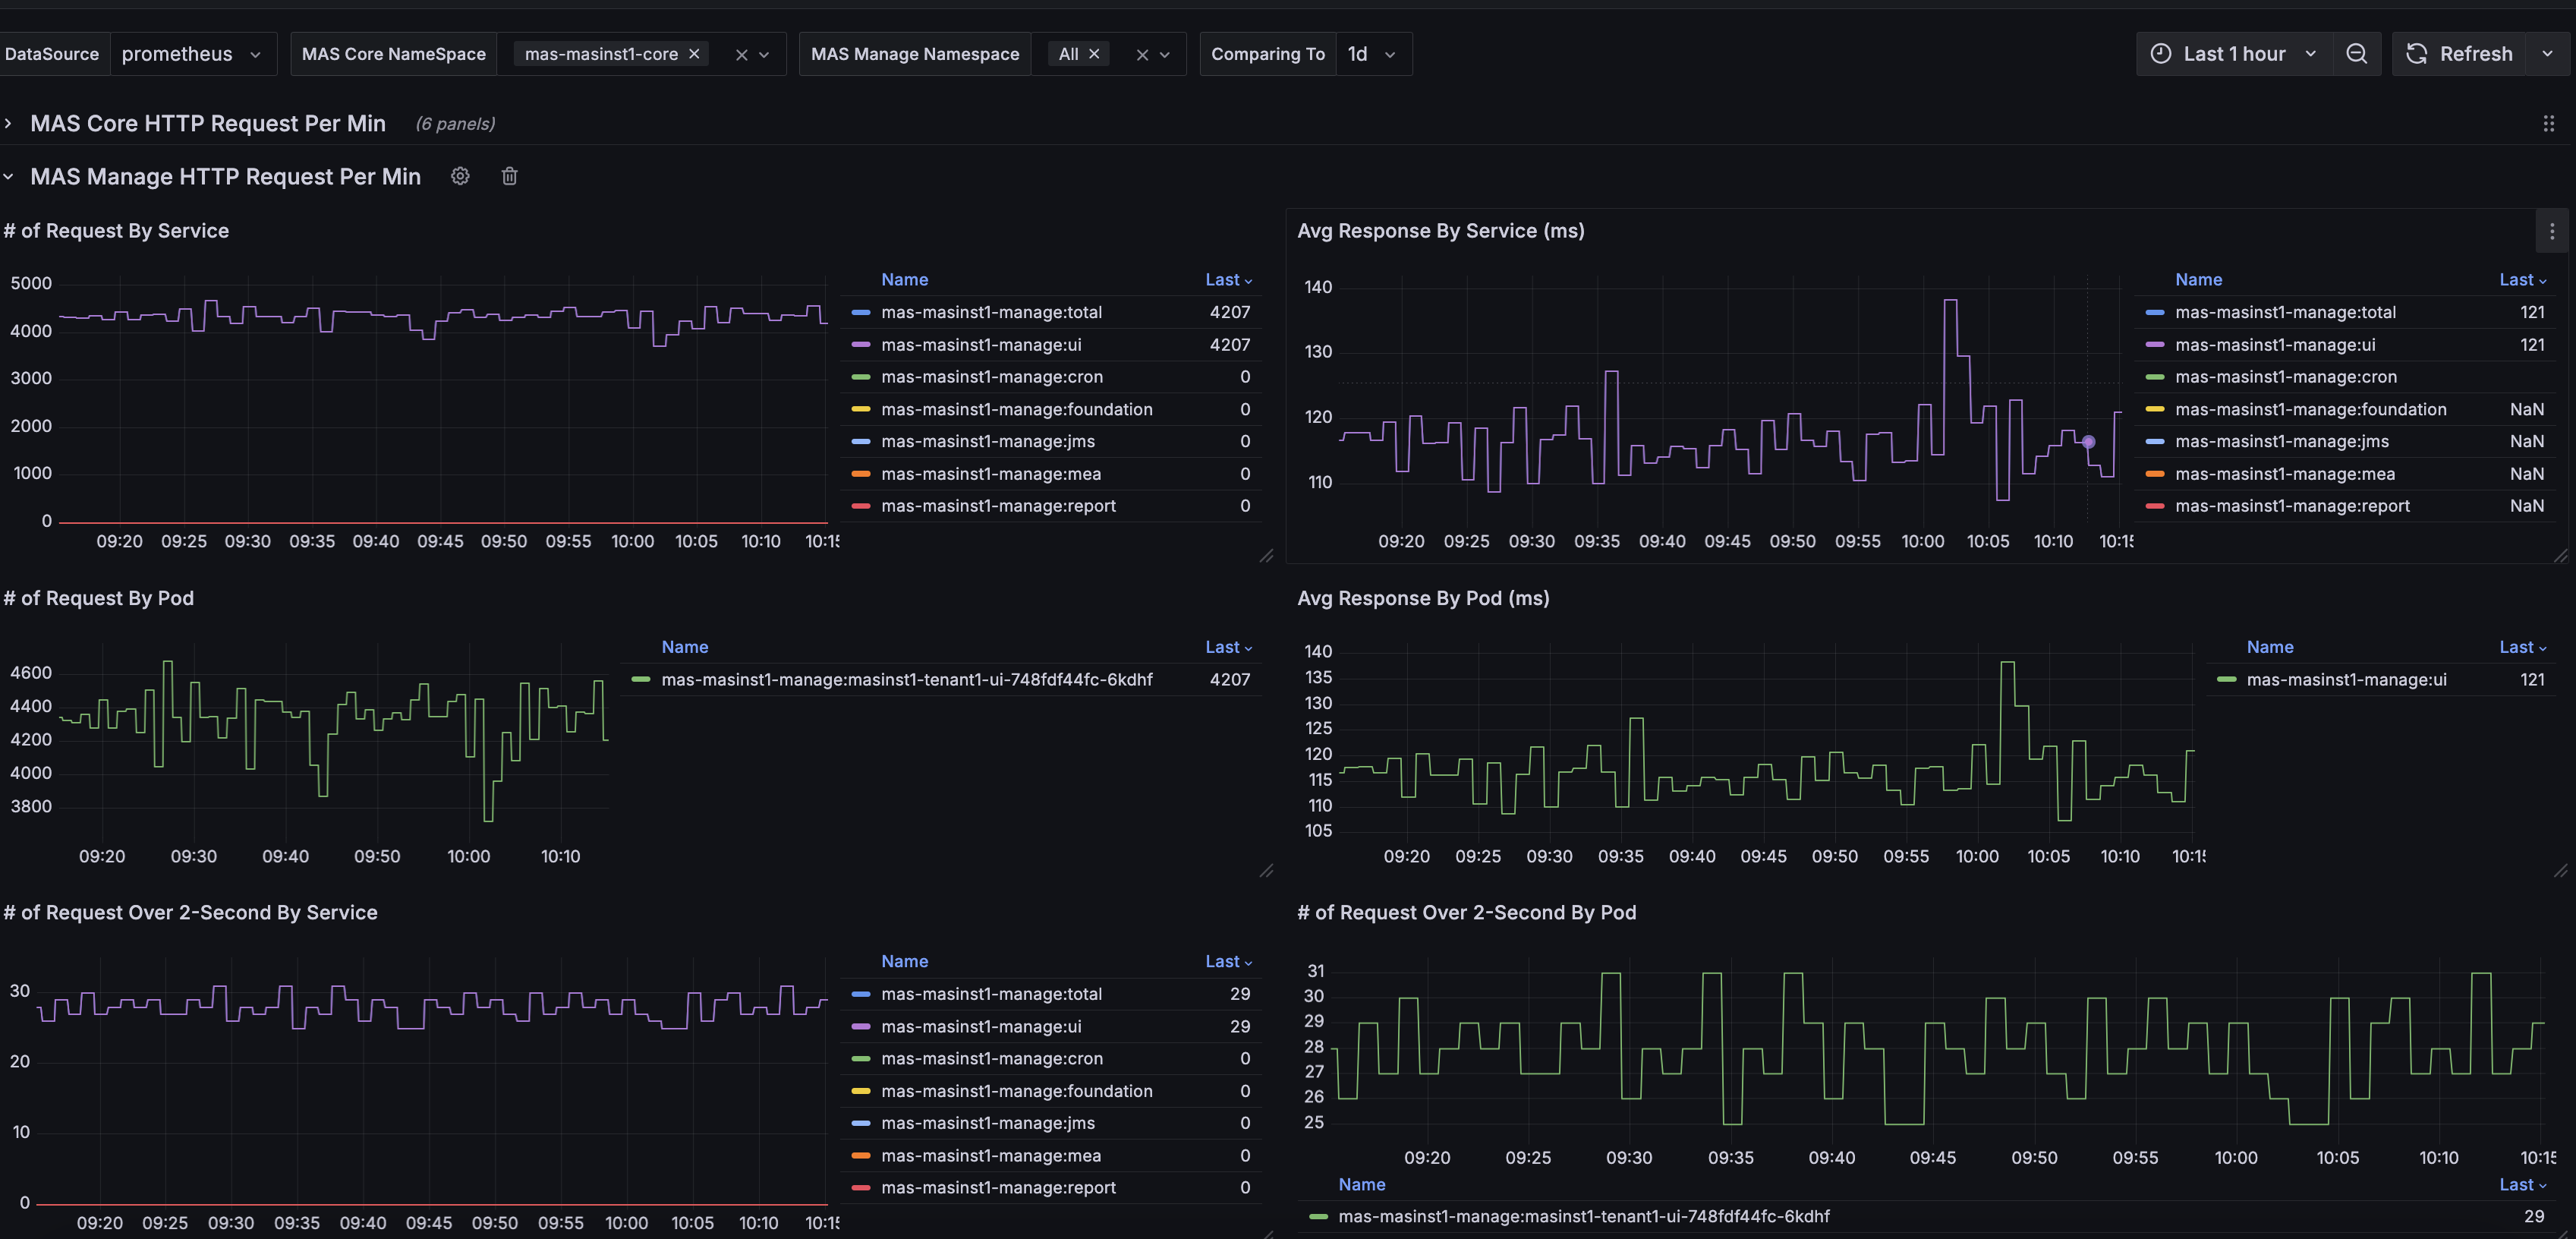 DataSource prometheus MAS Core NameSpace mas-masinst1-core MAS Manage Namespace All Comparing To 1d Last 1 hour Refresh
MAS Core HTTP Request Per Min (6 panels)
MAS Manage HTTP Request Per Min
# of Request By Service
Name Last
5000
4000
3000
2000
1000
0
09:20 09:25 09:30 09:35 09:40 09:45 09:50 09:55 10:00 10:05 10:10 10:15
mas-masinst1-manage:total 4207
mas-masinst1-manage:ui 4207
mas-masinst1-manage:cron 0
mas-masinst1-manage:foundation 0
mas-masinst1-manage:jms 0
mas-masinst1-manage:mea 0
mas-masinst1-manage:report 0
Avg Response By Service (ms)
Name Last
140
130
120
110
09:20 09:25 09:30 09:35 09:40 09:45 09:50 09:55 10:00 10:05 10:10 10:15
mas-masinst1-manage:total 121
mas-masinst1-manage:ui 121
mas-masinst1-manage:cron
mas-masinst1-manage:foundation NaN
mas-masinst1-manage:jms NaN
mas-masinst1-manage:mea NaN
mas-masinst1-manage:report NaN
# of Request By Pod
Name Last
4600
4400
4200
4000
3800
09:20 09:30 09:40 09:50 10:00 10:10
mas-masinst1-manage:masinst1-tenant1-ui-748fdf44fc-6kdhf 4207
Avg Response By Pod (ms)
Name Last
140
135
130
125
120
115
110
105
09:20 09:25 09:30 09:35 09:40 09:45 09:50 09:55 10:00 10:05 10:10 10:15
mas-masinst1-manage:ui 121
# of Request Over 2-Second By Service
Name Last
30
20
10
0
09:20 09:25 09:30 09:35 09:40 09:45 09:50 09:55 10:00 10:05 10:10 10:15
mas-masinst1-manage:total 29
mas-masinst1-manage:ui 29
mas-masinst1-manage:cron 0
mas-masinst1-manage:foundation 0
mas-masinst1-manage:jms 0
mas-masinst1-manage:mea 0
mas-masinst1-manage:report 0
# of Request Over 2-Second By Pod
31
30
29
28
27
26
25
09:20 09:25 09:30 09:35 09:40 09:45 09:50 09:55 10:00 10:05 10:10 10:15
Name Last
mas-masinst1-manage:masinst1-tenant1-ui-748fdf44fc-6kdhf 29